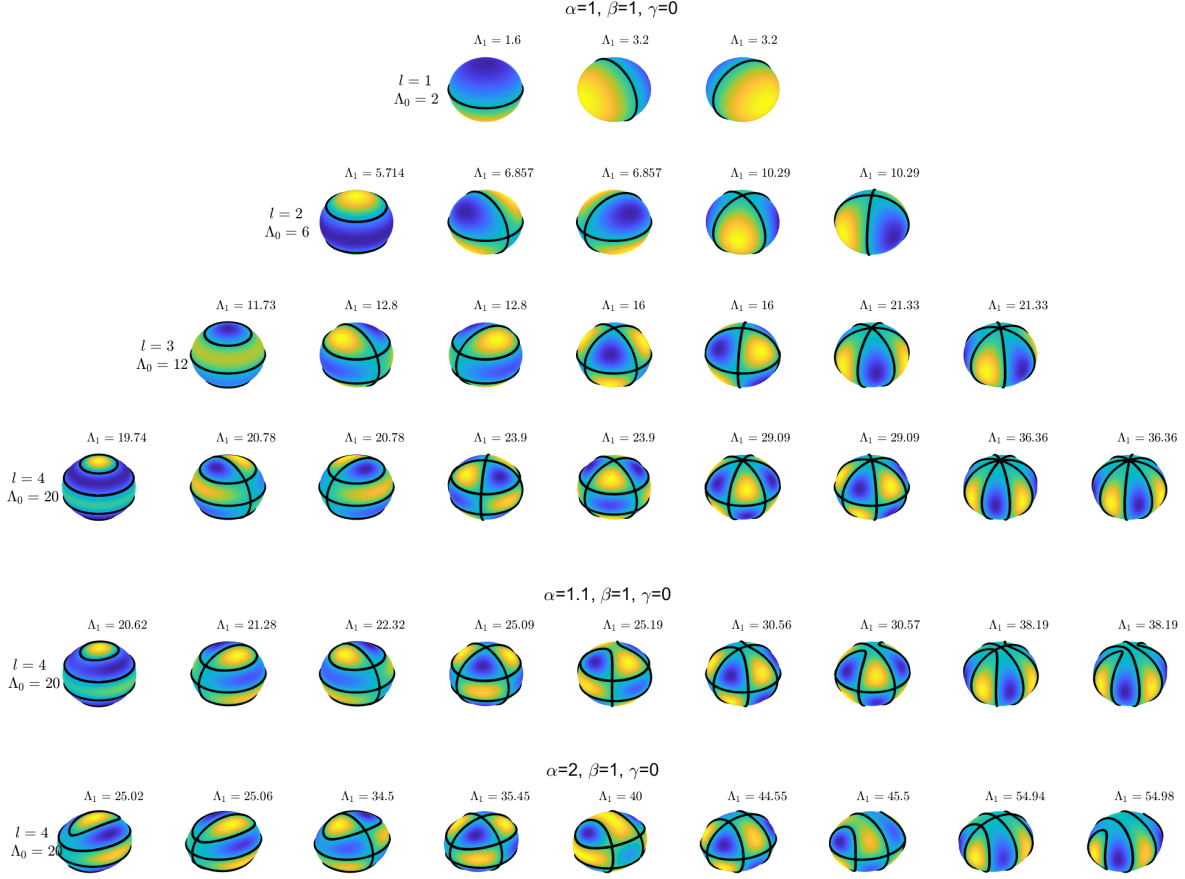 α=1, β=1, γ=0
Λ₁ = 1.6 Λ₁ = 3.2 Λ₁ = 3.2
l = 1
Λ₀ = 2
Λ₁ = 5.714 Λ₁ = 6.857 Λ₁ = 6.857 Λ₁ = 10.29 Λ₁ = 10.29
l = 2
Λ₀ = 6
Λ₁ = 11.73 Λ₁ = 12.8 Λ₁ = 12.8 Λ₁ = 16 Λ₁ = 16 Λ₁ = 21.33 Λ₁ = 21.33
l = 3
Λ₀ = 12
Λ₁ = 19.74 Λ₁ = 20.78 Λ₁ = 20.78 Λ₁ = 23.9 Λ₁ = 23.9 Λ₁ = 29.09 Λ₁ = 29.09 Λ₁ = 36.36 Λ₁ = 36.36
l = 4
Λ₀ = 20
α=1.1, β=1, γ=0
Λ₁ = 20.62 Λ₁ = 21.28 Λ₁ = 22.32 Λ₁ = 25.09 Λ₁ = 25.19 Λ₁ = 30.56 Λ₁ = 30.57 Λ₁ = 38.19 Λ₁ = 38.19
l = 4
Λ₀ = 20
α=2, β=1, γ=0
Λ₁ = 25.02 Λ₁ = 25.06 Λ₁ = 34.5 Λ₁ = 35.45 Λ₁ = 40 Λ₁ = 44.55 Λ₁ = 45.5 Λ₁ = 54.94 Λ₁ = 54.98
l = 4
Λ₀ = 20